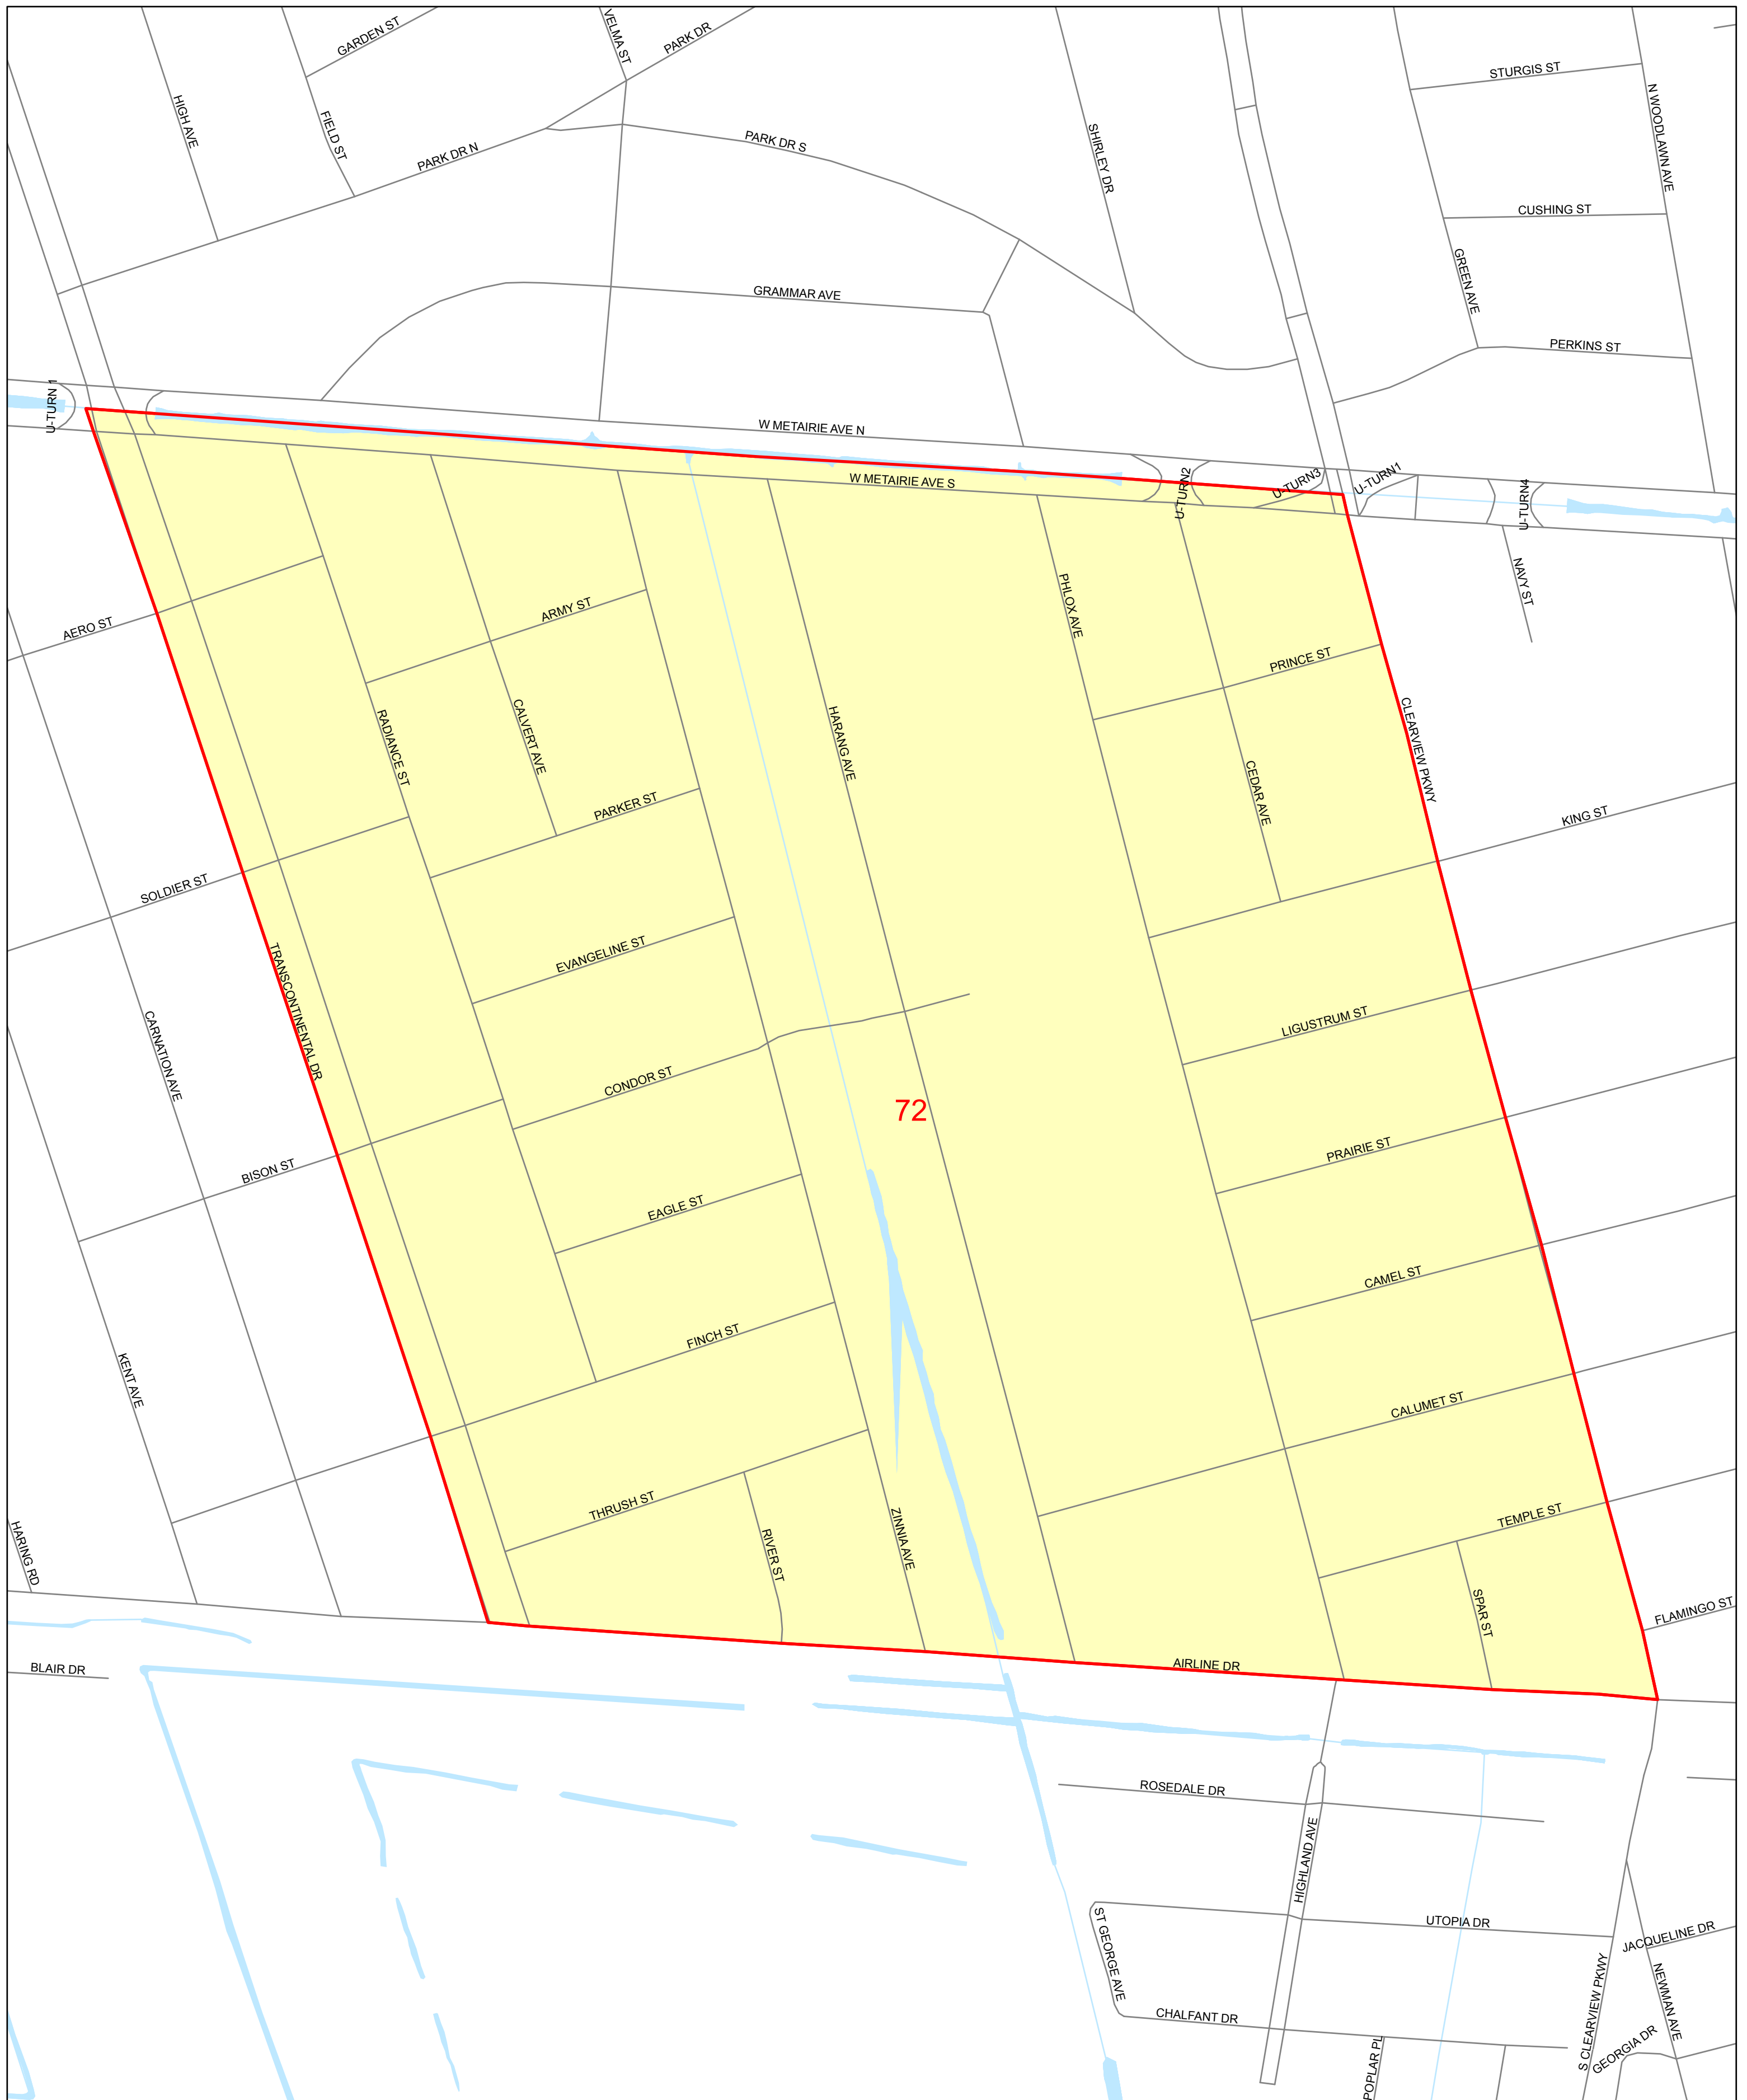 GARDEN ST
VELMA ST
PARK DR
STURGIS ST
HIGH AVE
FIELD ST
PARK DR N
PARK DR S
SHIRLEY DR
N WOODLAWN AVE
CUSHING ST
GREEN AVE
GRAMMAR AVE
PERKINS ST
U-TURN 1
W METAIRIE AVE N
W METAIRIE AVE S
U-TURN2
U-TURN3
U-TURN1
U-TURN4
NAVY ST
AERO ST
ARMY ST
PHLOX AVE
PRINCE ST
RADIANCE ST
CALVERT AVE
HARANG AVE
CLEARVIEW PKWY
CEDAR AVE
PARKER ST
KING ST
SOLDIER ST
EVANGELINE ST
TRANSCONTINENTAL DR
CARNATION AVE
LIGUSTRUM ST
CONDOR ST
72
BISON ST
PRAIRIE ST
EAGLE ST
CAMEL ST
FINCH ST
KENT AVE
CALUMET ST
THRUSH ST
RIVER ST
ZINNIA AVE
TEMPLE ST
HARING RD
SPAR ST
FLAMINGO ST
BLAIR DR
AIRLINE DR
ROSEDALE DR
HIGHLAND AVE
ST GEORGE AVE
UTOPIA DR
JACQUELINE DR
S CLEARVIEW PKWY
NEWMAN AVE
CHALFANT DR
GEORGIA DR
POPLAR PL